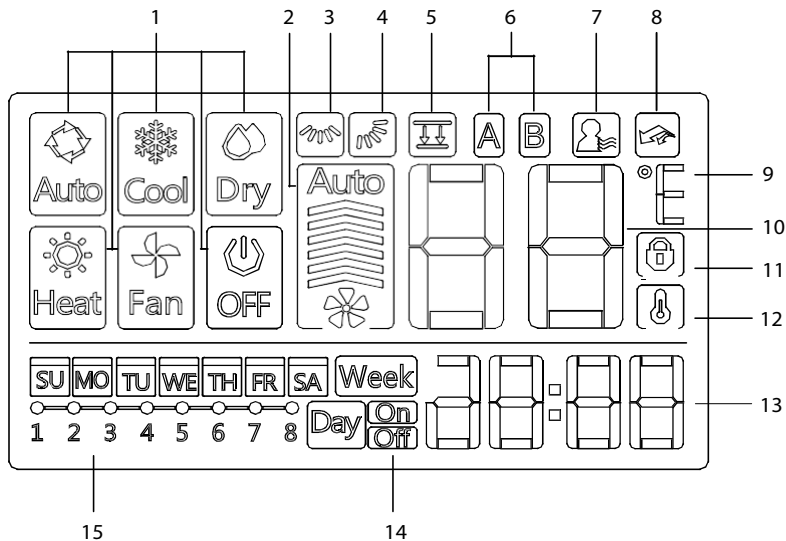 1 2 3 4 5 6 7 8
A B
Auto Cool Dry Auto
9
10
11
Heat Fan OFF
12
SU MO TU WE TH FR SA Week
Day On
Off
13
1 2 3 4 5 6 7 8
15 14